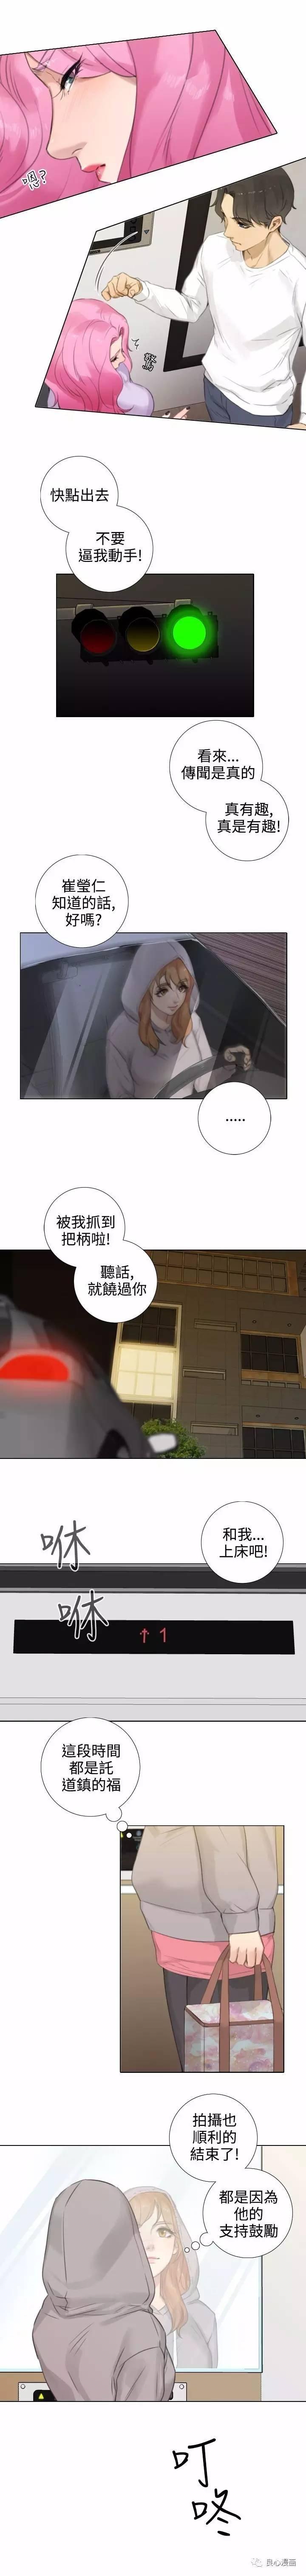 嗯?
驚
快點出去
不要
逼我動手!
看來...
傳聞是真的
真有趣,
真是有趣!
崔瑩仁
知道的話,
好嗎?
.....
被我抓到
把柄啦!
聽話,
就饒過你
和我...
上床吧!
咻
咻
↑1
這段時間
都是託
道鎮的福
拍攝也
順利的
結束了!
都是因為
他的
支持鼓勵
叮
咚
良心漫畫